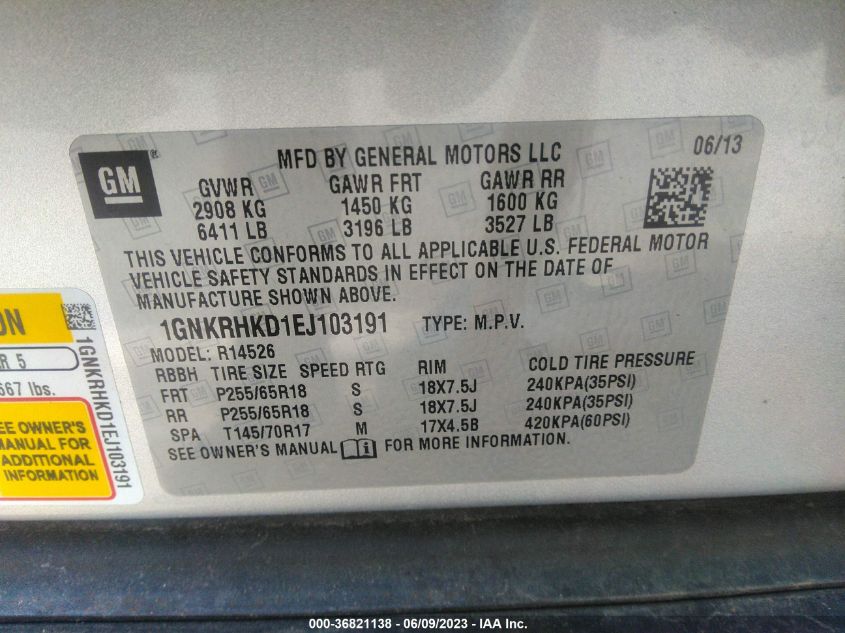 GM
®
MFD BY GENERAL MOTORS LLC
06/13
GVWR GAWR FRT GAWR RR
2908 KG 1450 KG 1600 KG
6411 LB 3196 LB 3527 LB
THIS VEHICLE CONFORMS TO ALL APPLICABLE U.S. FEDERAL MOTOR
VEHICLE SAFETY STANDARDS IN EFFECT ON THE DATE OF
MANUFACTURE SHOWN ABOVE.
1GNKRHKD1EJ103191 TYPE: M.P.V.
MODEL: R14526
RBBH TIRE SIZE SPEED RTG RIM COLD TIRE PRESSURE
FRT P255/65R18 S 18X7.5J 240KPA(35PSI)
RR P255/65R18 S 18X7.5J 240KPA(35PSI)
SPA T145/70R17 M 17X4.5B 420KPA(60PSI)
SEE OWNER'S MANUAL i FOR MORE INFORMATION.
ON
R 5
667 lbs.
SEE OWNER'S
MANUAL FOR
ADDITIONAL
INFORMATION
1GNKRHKD1EJ103191
000-36821138 - 06/09/2023 - IAA Inc.